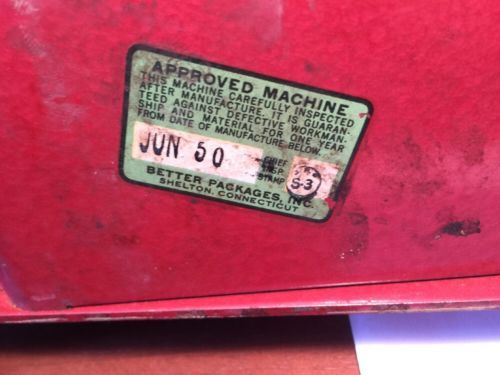 APPROVED MACHINE
THIS MACHINE CAREFULLY INSPECTED
AFTER MANUFACTURE. IT IS GUARAN-
TEED AGAINST DEFECTIVE WORKMAN-
SHIP AND MATERIAL FOR ONE YEAR
FROM DATE OF MANUFACTURE BELOW
JUN 50
CHIEF
INSP.
STAMP
S-3
BETTER PACKAGES, INC.
SHELTON, CONNECTICUT